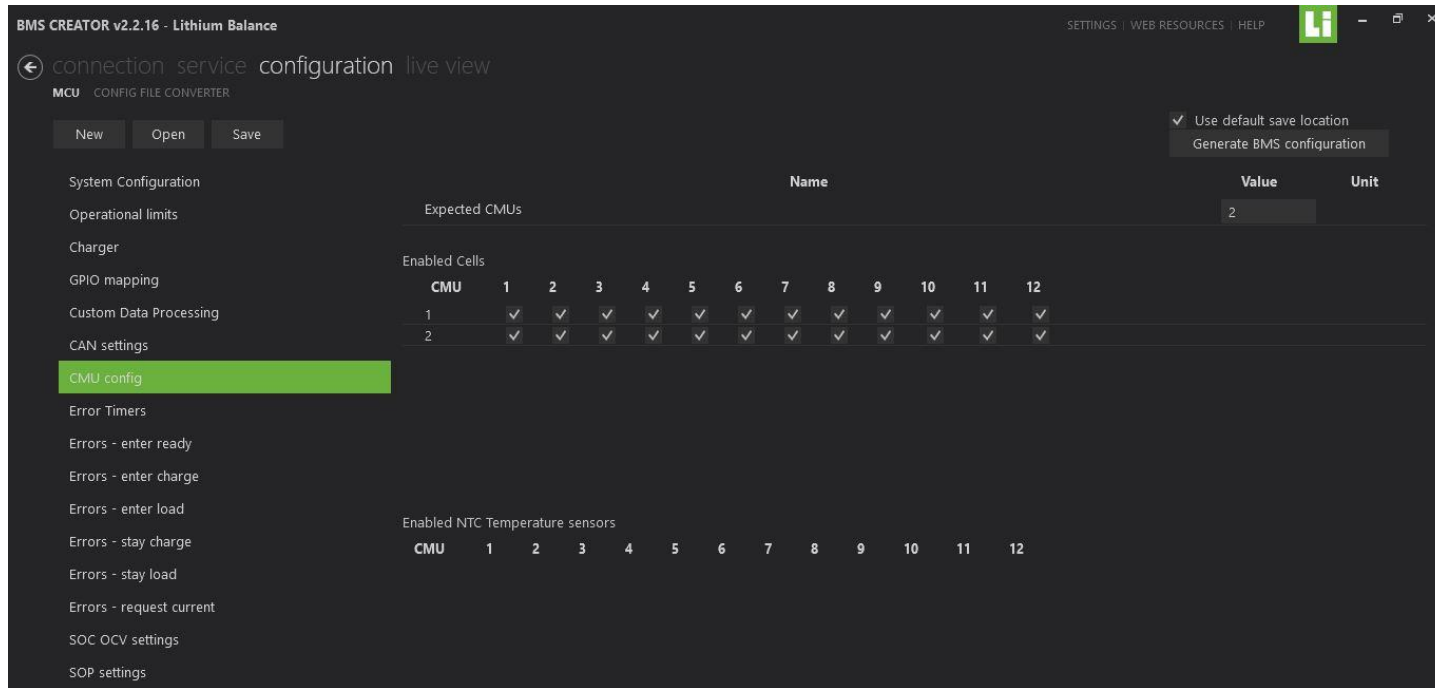 BMS CREATOR v2.2.16 - Lithium Balance
SETTINGS | WEB RESOURCES | HELP
Li
connection service configuration live view
MCU CONFIG FILE CONVERTER
New Open Save
Use default save location
Generate BMS configuration
System Configuration
Operational limits
Charger
GPIO mapping
Custom Data Processing
CAN settings
CMU config
Error Timers
Errors - enter ready
Errors - enter charge
Errors - enter load
Errors - stay charge
Errors - stay load
Errors - request current
SOC OCV settings
SOP settings
Name Value Unit
Expected CMUs 2
Enabled Cells
CMU 1 2 3 4 5 6 7 8 9 10 11 12
1
2
Enabled NTC Temperature sensors
CMU 1 2 3 4 5 6 7 8 9 10 11 12